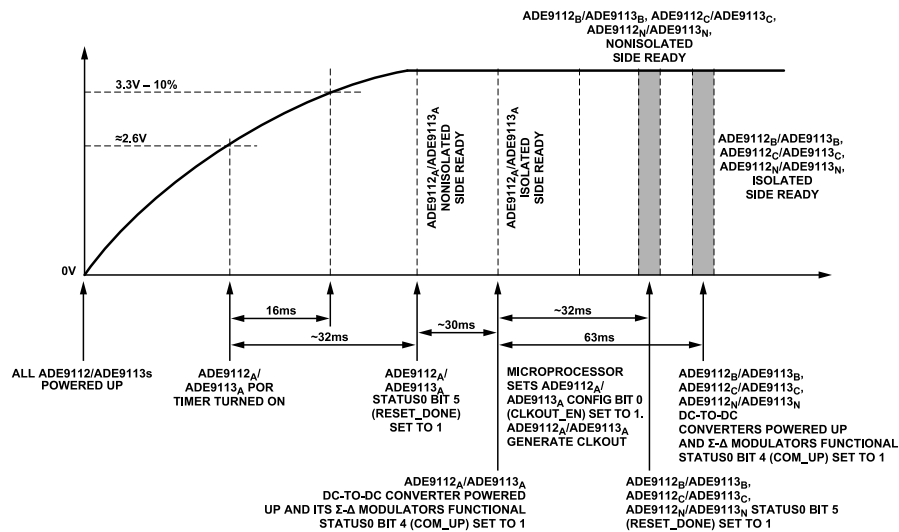 ADE9112B/ADE9113B, ADE9112C/ADE9113C,
ADE9112N/ADE9113N,
NONISOLATED
SIDE READY
3.3V – 10%
≈2.6V
0V
ADE9112A/ADE9113A
NONISOLATED
SIDE READY
ADE9112A/ADE9113A
ISOLATED
SIDE READY
ADE9112B/ADE9113B,
ADE9112C/ADE9113C,
ADE9112N/ADE9113N,
ISOLATED
SIDE READY
16ms
~32ms
~30ms
~32ms
63ms
ALL ADE9112/ADE9113s
POWERED UP
ADE9112A/
ADE9113A POR
TIMER TURNED ON
ADE9112A/
ADE9113A
STATUS0 BIT 5
(RESET_DONE)
SET TO 1
MICROPROCESSOR
SETS ADE9112A/
ADE9113A CONFIG BIT 0
(CLKOUT_EN) SET TO 1.
ADE9112A/ADE9113A
GENERATE CLKOUT
ADE9112B/ADE9113B,
ADE9112C/ADE9113C,
ADE9112N/ADE9113N
DC-TO-DC
CONVERTERS POWERED UP
AND Σ-Δ MODULATORS FUNCTIONAL
STATUS0 BIT 4 (COM_UP) SET TO 1
ADE9112A/ADE9113A
DC-TO-DC CONVERTER POWERED
UP AND ITS Σ-Δ MODULATORS FUNCTIONAL
STATUS0 BIT 4 (COM_UP) SET TO 1
ADE9112B/ADE9113B,
ADE9112C/ADE9113C,
ADE9112N/ADE9113N STATUS0 BIT 5
(RESET_DONE) SET TO 1